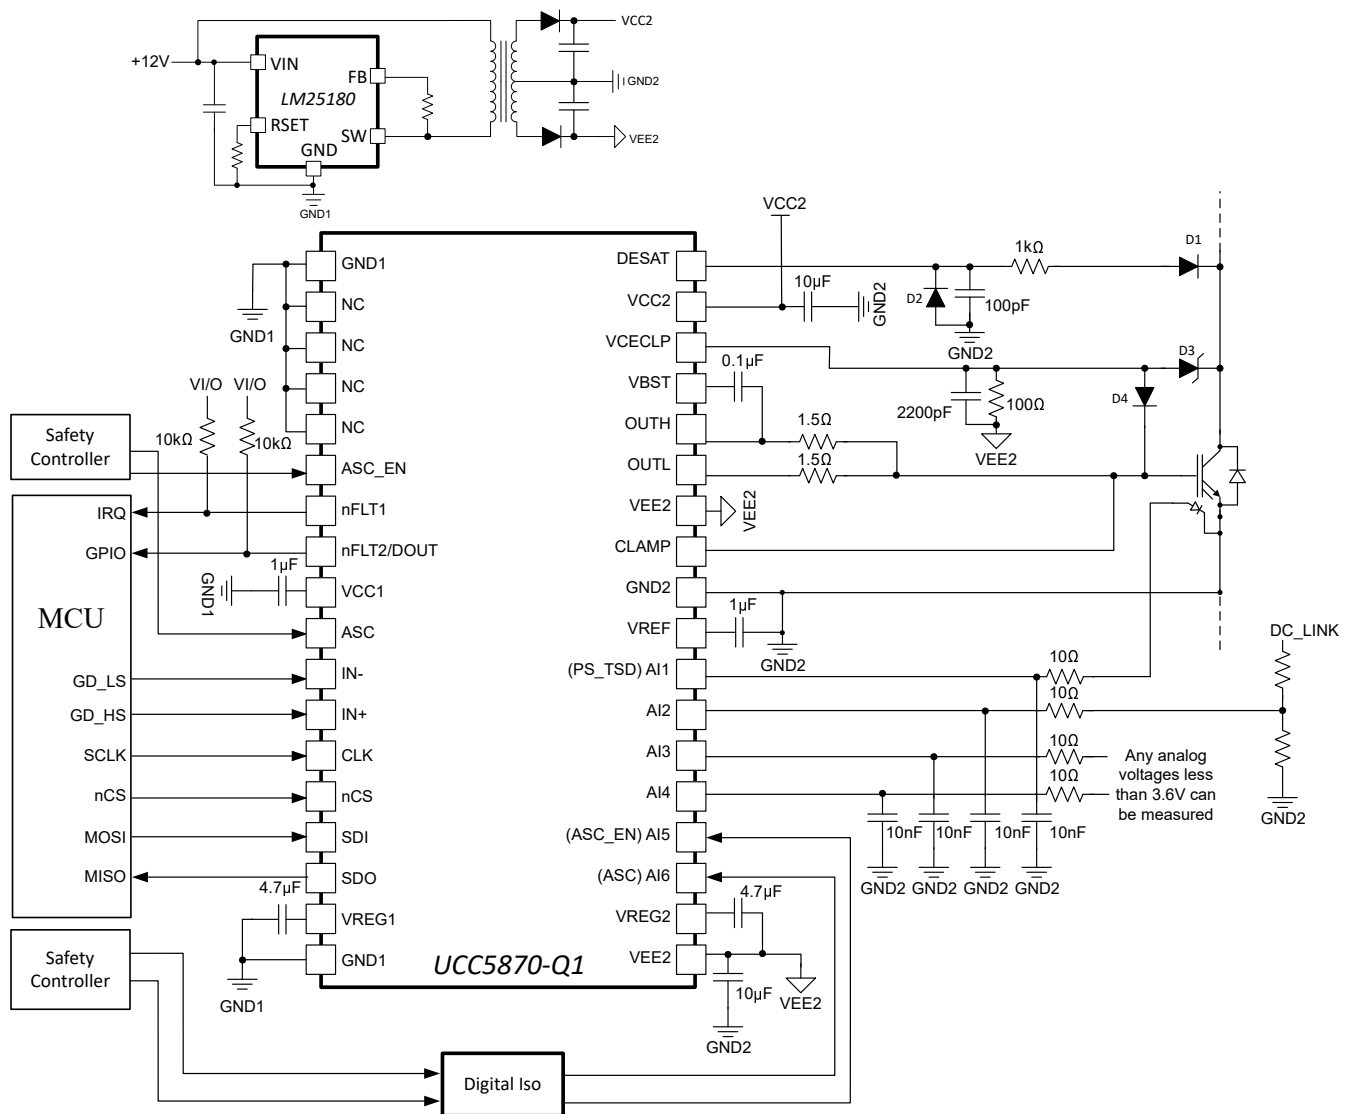 VCC2
+12V
VIN
FB
GND2
LM25180
RSET
SW
VEE2
GND
GND1
VCC2
GND1
DESAT
1kΩ
D1
NC
VCC2
10µF
GND2
D2
100pF
GND1
GND2
NC
VCECLP
0.1µF
D3
VI/O
VI/O
NC
VBST
D4
2200pF
100Ω
NC
OUTH
1.5Ω
Safety
Controller
10kΩ
10kΩ
VEE2
ASC_EN
OUTL
1.5Ω
IRQ
nFLT1
VEE2
VEE2
GPIO
nFLT2/DOUT
CLAMP
1µF
GND1
VCC1
GND2
MCU
1µF
ASC
VREF
DC_LINK
GND2
GD_LS
IN-
(PS_TSD) AI1
10Ω
GD_HS
IN+
AI2
10Ω
SCLK
CLK
AI3
10Ω
Any analog
voltages less
than 3.6V can
be measured
nCS
nCS
AI4
10Ω
GND2
MOSI
SDI
(ASC_EN) AI5
10nF
10nF
10nF
10nF
MISO
SDO
(ASC) AI6
GND2
GND2
GND2
GND2
4.7µF
4.7µF
VREG1
VREG2
Safety
Controller
GND1
UCC5870-Q1
VEE2
GND1
10µF
VEE2
GND2
Digital Iso